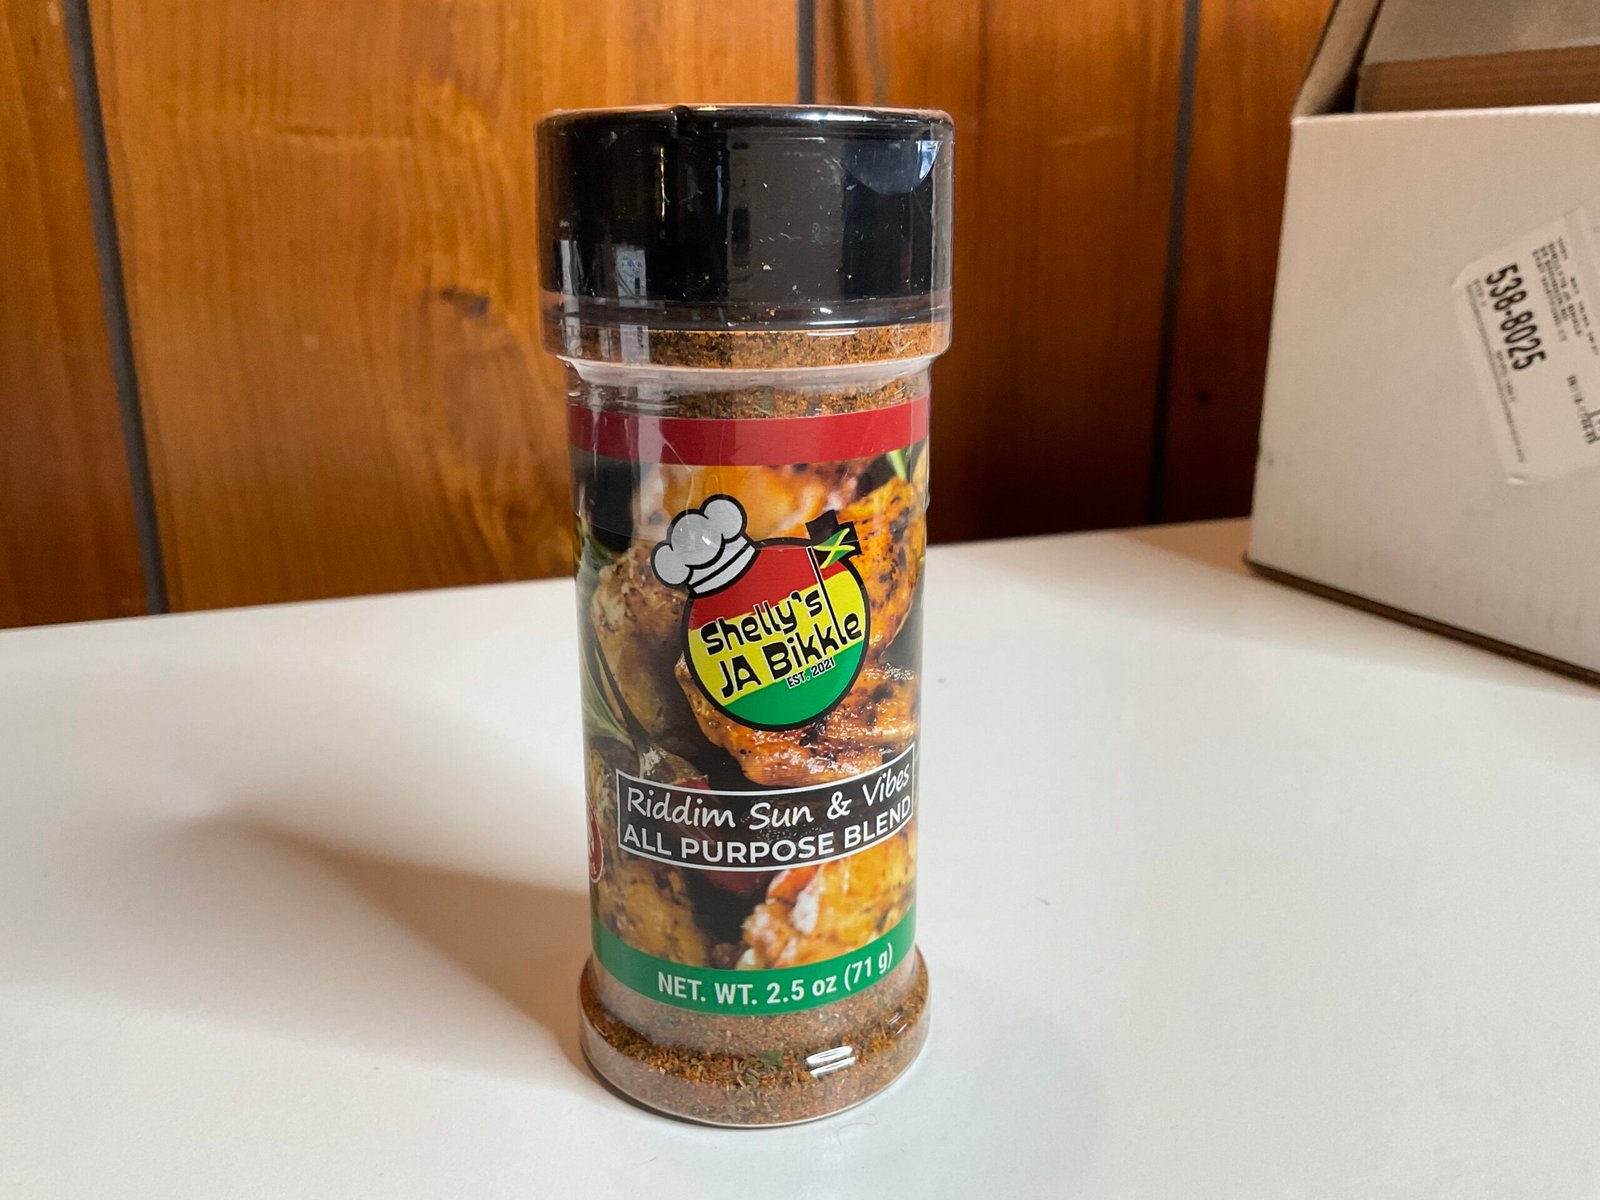 Shelly's
JA Bikkle
EST. 2021
Riddim Sun & Vibes
ALL PURPOSE BLEND
NET. WT. 2.5 oz (71 g)
538-8025